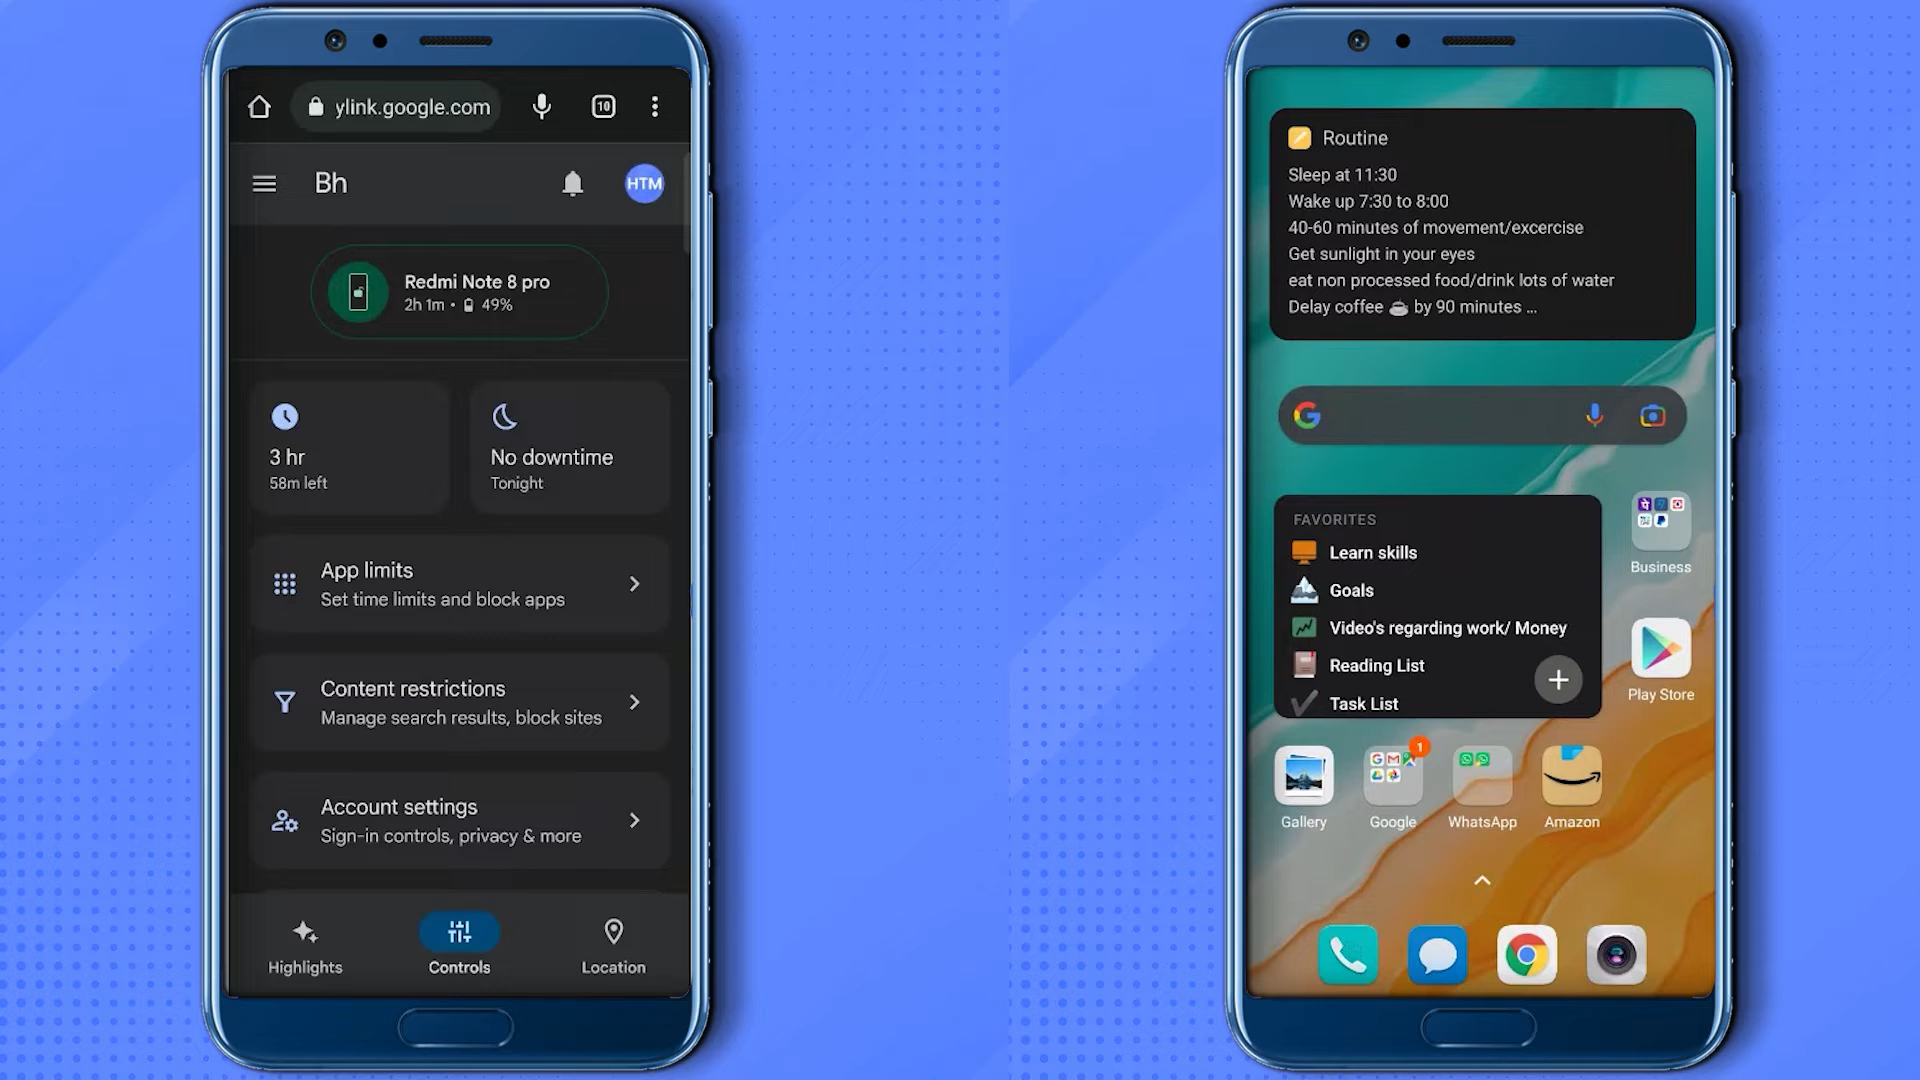 10
ylink.google.com
Bh
HTM
Redmi Note 8 pro
2h 1m • 49%
3 hr
58m left
No downtime
Tonight
App limits
Set time limits and block apps
Content restrictions
Manage search results, block sites
Account settings
Sign-in controls, privacy & more
Highlights
Controls
Location
Routine
Sleep at 11:30
Wake up 7:30 to 8:00
40-60 minutes of movement/excercise
Get sunlight in your eyes
eat non processed food/drink lots of water
Delay coffee ☕ by 90 minutes ...
FAVORITES
Learn skills
Goals
Video's regarding work/ Money
Reading List
Task List
Business
Play Store
1
Gallery
Google
WhatsApp
Amazon